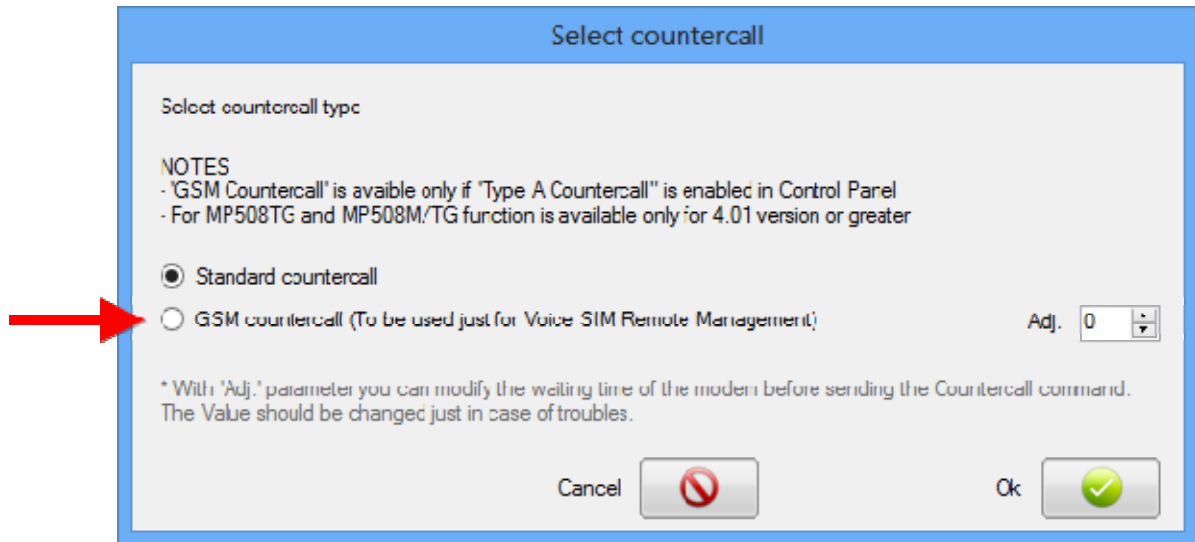 Select countercall
Select countercall type
NOTES
- "GSM Countercall" is avaible only if "Type A Countercall" is enabled in Control Panel
- For MP508TG and MP508M/TG function is available only for 4.01 version or greater
Standard countercall
GSM countercall (To be used just for Voice SIM Remote Management)
Adj. 0
* With "Adj." parameter you can modify the waiting time of the modem before sending the Countercall command.
The Value should be changed just in case of troubles.
Cancel
Ok